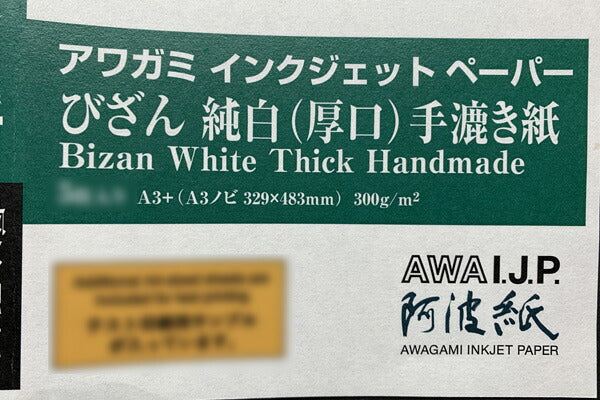 アワガミ インクジェット ペーパー
びざん 純白(厚口)手漉き紙
Bizan White Thick Handmade
A3+(A3ノビ 329×483mm) 300g/m²
AWA I.J.P.
阿波紙
AWAGAMI INKJET PAPER